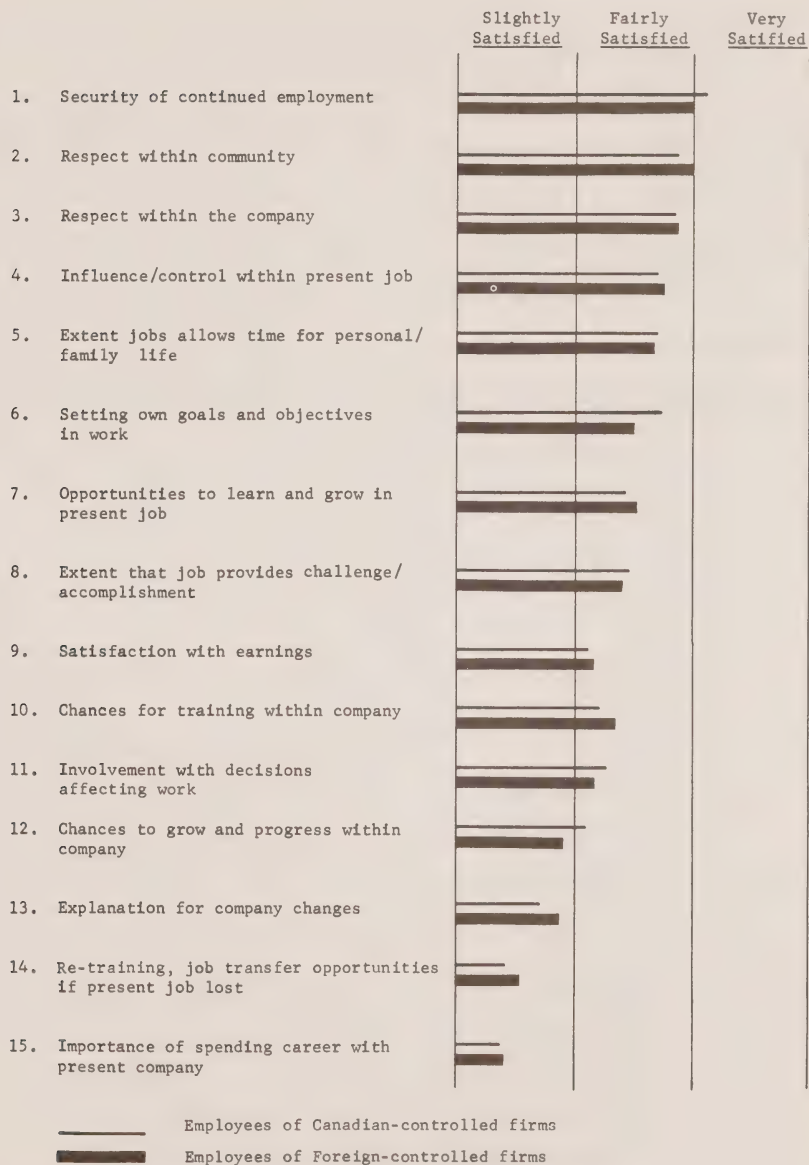 Slightly Fairly Very
Satisfied Satisfied Satified
1. Security of continued employment
2. Respect within community
3. Respect within the company
4. Influence/control within present job
5. Extent jobs allows time for personal/
family life
6. Setting own goals and objectives
in work
7. Opportunities to learn and grow in
present job
8. Extent that job provides challenge/
accomplishment
9. Satisfaction with earnings
10. Chances for training within company
11. Involvement with decisions
affecting work
12. Chances to grow and progress within
company
13. Explanation for company changes
14. Re-training, job transfer opportunities
if present job lost
15. Importance of spending career with
present company
Employees of Canadian-controlled firms
Employees of Foreign-controlled firms